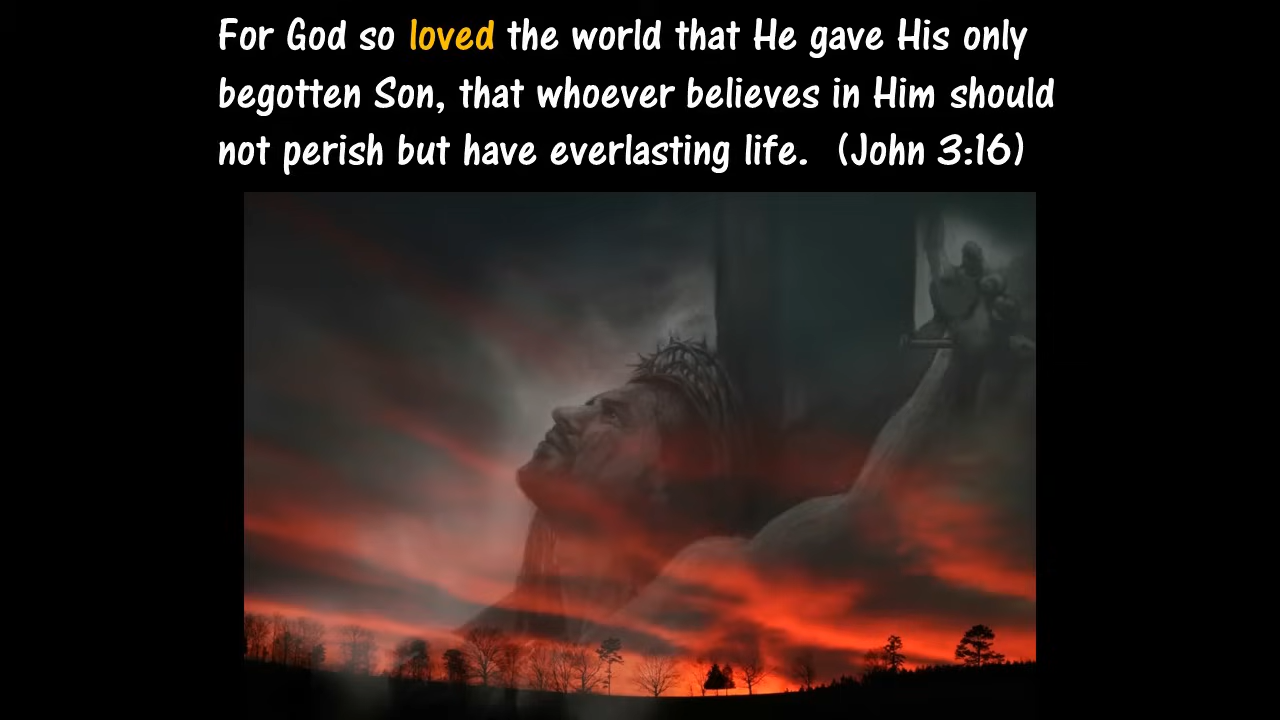 For God so loved the world that He gave His only
begotten Son, that whoever believes in Him should
not perish but have everlasting life.  (John 3:16)